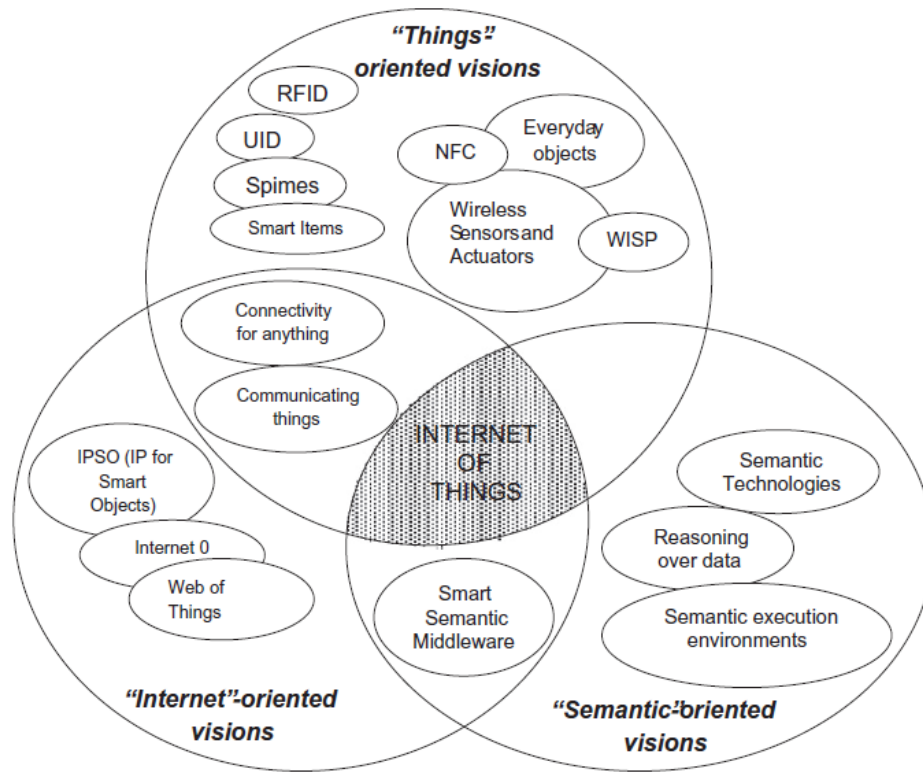 “Things”-
oriented visions
RFID
UID
Spimes
Smart Items
NFC
Everyday
objects
Wireless
Sensors and
Actuators
WISP
Connectivity
for anything
Communicating
things
INTERNET
OF
THINGS
IPSO (IP for
Smart
Objects)
Internet 0
Web of
Things
Smart
Semantic
Middleware
Semantic
Technologies
Reasoning
over data
Semantic execution
environments
“Internet”-oriented
visions
“Semantic”-oriented
visions